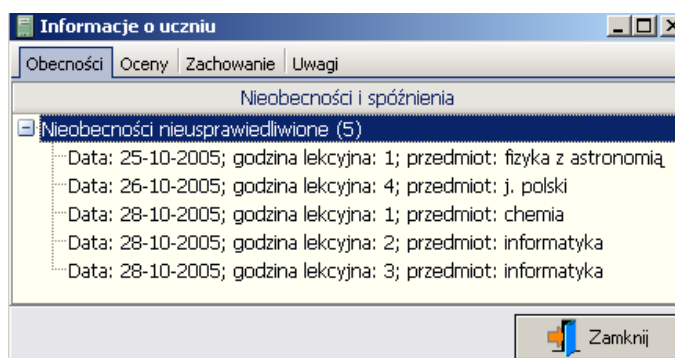 Informacje o uczniu
Obecności Oceny Zachowanie Uwagi
Nieobecności i spóźnienia
Nieobecności nieusprawiedliwione (5)
Data: 25-10-2005; godzina lekcyjna: 1; przedmiot: fizyka z astronomią
Data: 26-10-2005; godzina lekcyjna: 4; przedmiot: j. polski
Data: 28-10-2005; godzina lekcyjna: 1; przedmiot: chemia
Data: 28-10-2005; godzina lekcyjna: 2; przedmiot: informatyka
Data: 28-10-2005; godzina lekcyjna: 3; przedmiot: informatyka
Zamknij